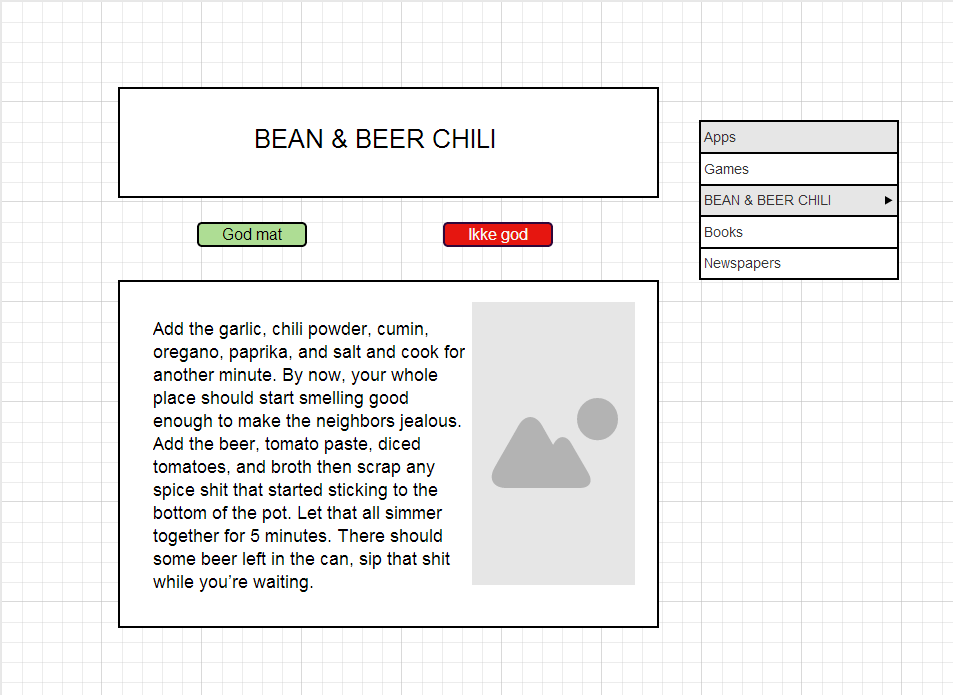 BEAN & BEER CHILI
God mat
Ikke god
Add the garlic, chili powder, cumin,
oregano, paprika, and salt and cook for
another minute. By now, your whole
place should start smelling good
enough to make the neighbors jealous.
Add the beer, tomato paste, diced
tomatoes, and broth then scrap any
spice shit that started sticking to the
bottom of the pot. Let that all simmer
together for 5 minutes. There should
some beer left in the can, sip that shit
while you’re waiting.
Apps
Games
BEAN & BEER CHILI
Books
Newspapers